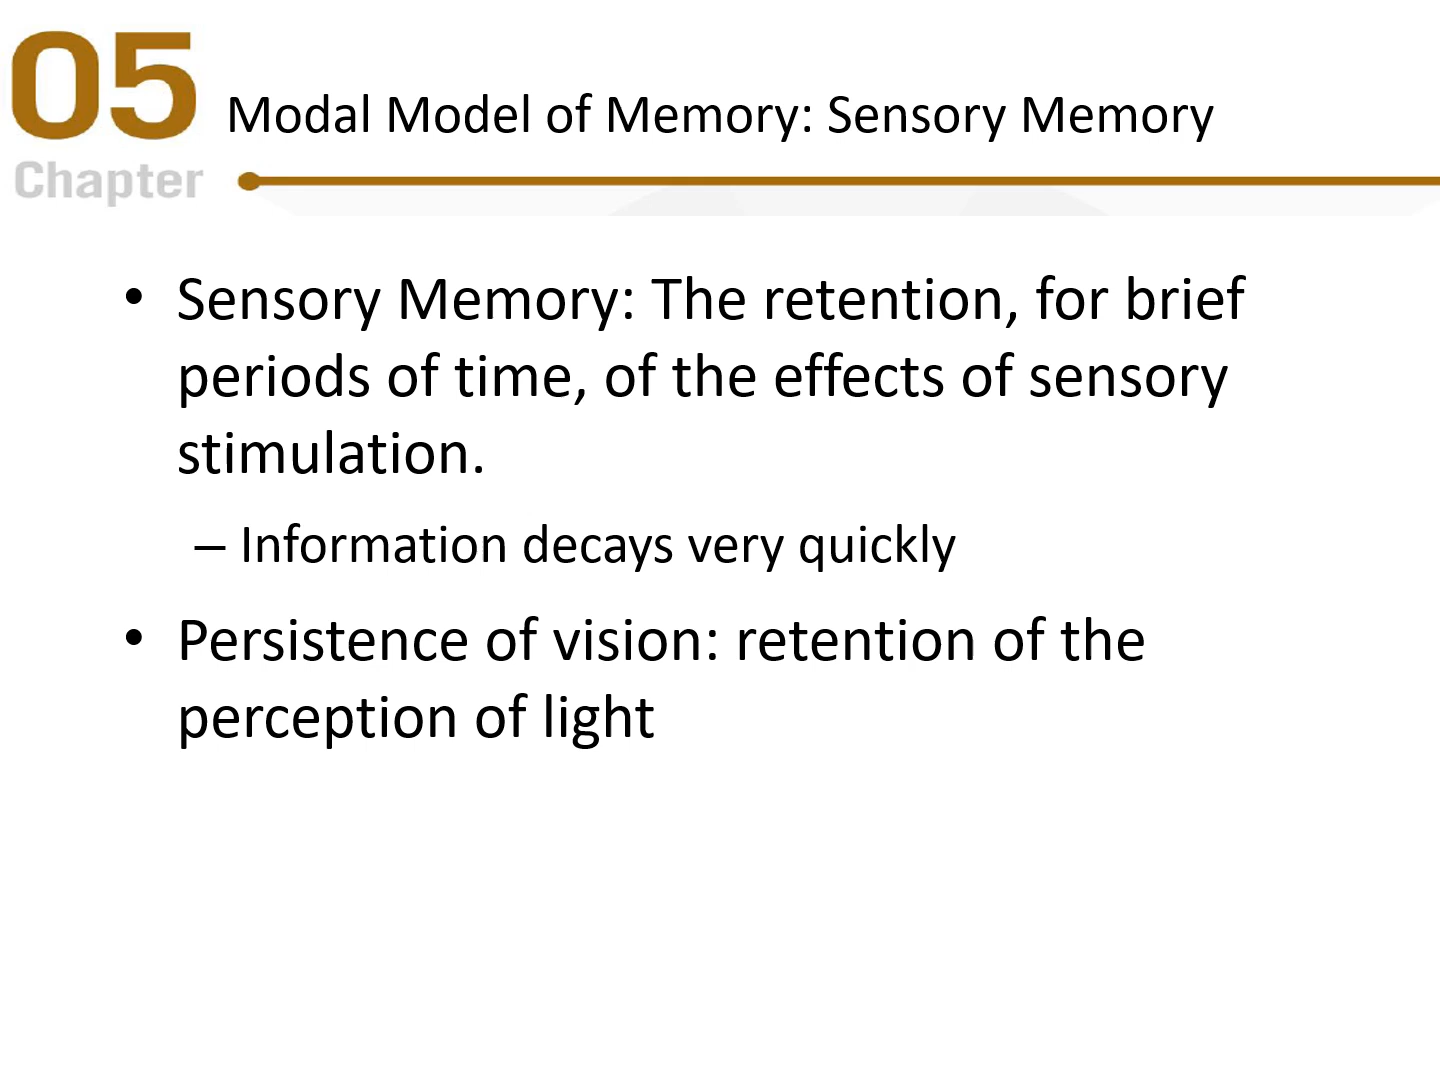 05
Chapter
Modal Model of Memory: Sensory Memory
• Sensory Memory: The retention, for brief
periods of time, of the effects of sensory
stimulation.
– Information decays very quickly
• Persistence of vision: retention of the
perception of light